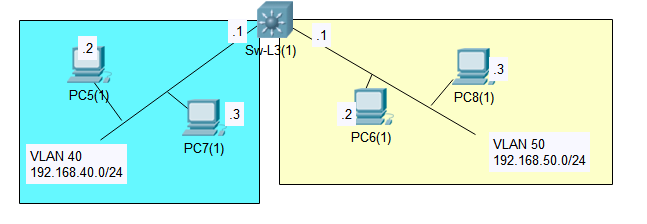 .1
Sw-L3(1)
.1
.2
PC5(1)
.3
PC7(1)
VLAN 40
192.168.40.0/24
.3
PC8(1)
.2
PC6(1)
VLAN 50
192.168.50.0/24